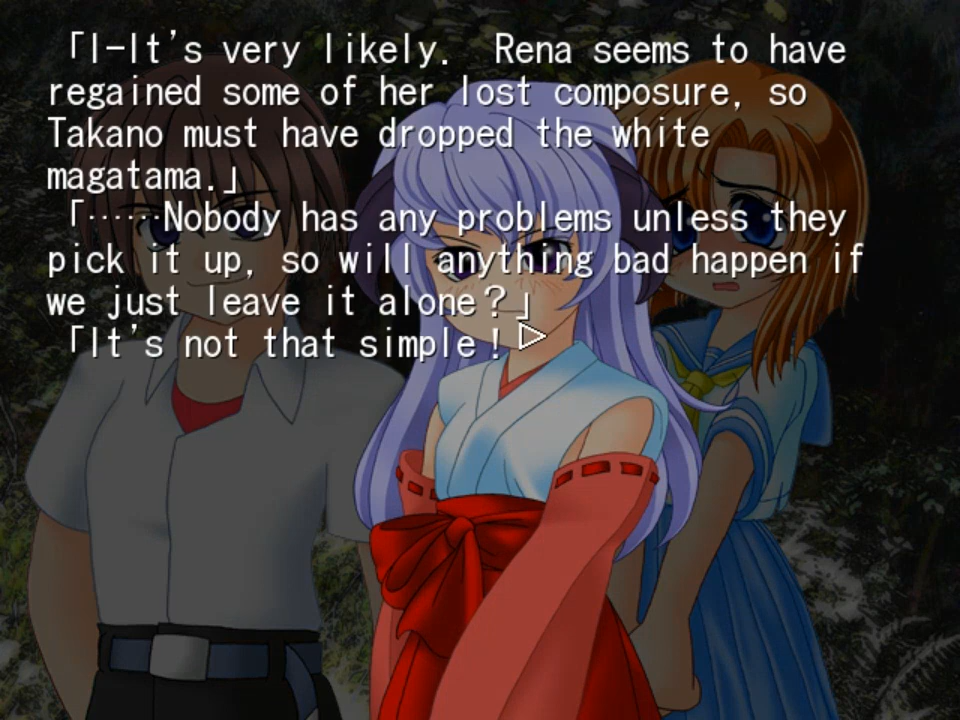 「I-It's very likely.  Rena seems to have
regained some of her lost composure, so
Takano must have dropped the white
magatama.」
「……Nobody has any problems unless they
pick it up, so will anything bad happen if
we just leave it alone？」
「It's not that simple！